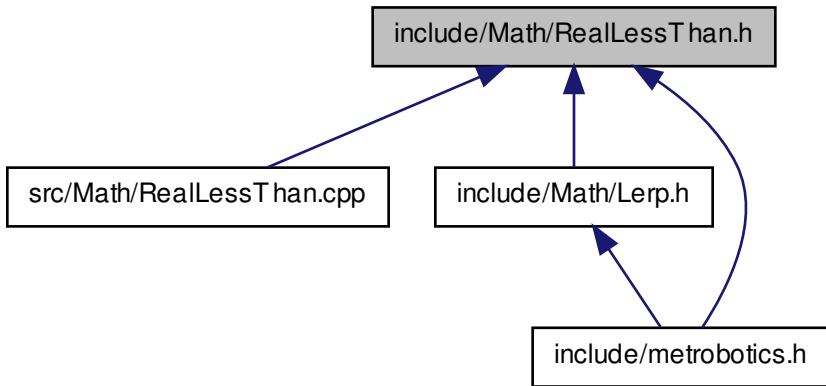 include/Math/RealLessThan.h
src/Math/RealLessThan.cpp
include/Math/Lerp.h
include/metrobotics.h